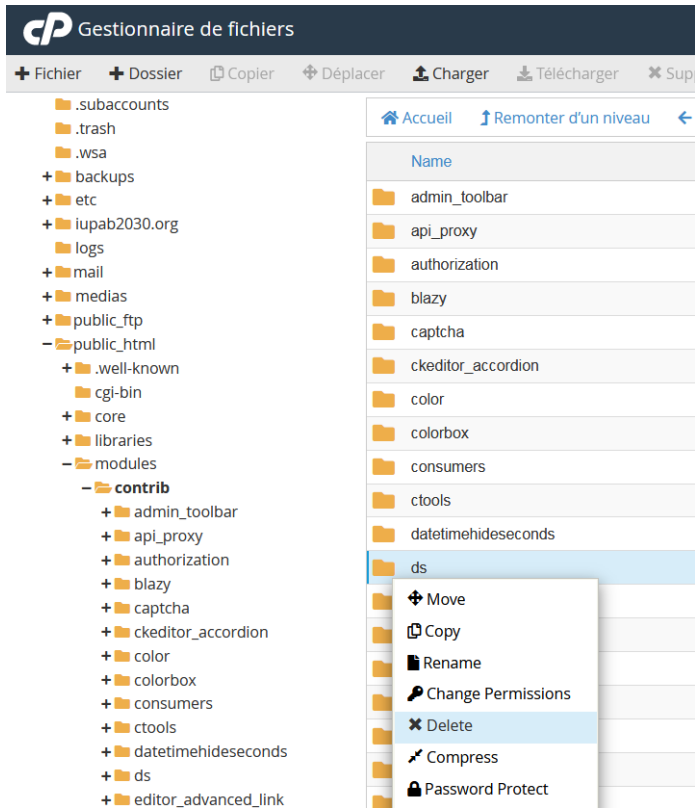 cP Gestionnaire de fichiers
Fichier Dossier Copier Déplacer Charger Télécharger Supp
.subaccounts
.trash
.wsa
backups
etc
iupab2030.org
logs
mail
medias
public_ftp
public_html
.well-known
cgi-bin
core
libraries
modules
contrib
admin_toolbar
api_proxy
authorization
blazy
captcha
ckeditor_accordion
color
colorbox
consumers
ctools
datetimehideseconds
ds
editor_advanced_link
Accueil Remonter d'un niveau
Name
admin_toolbar
api_proxy
authorization
blazy
captcha
ckeditor_accordion
color
colorbox
consumers
ctools
datetimehideseconds
ds
Move
Copy
Rename
Change Permissions
Delete
Compress
Password Protect